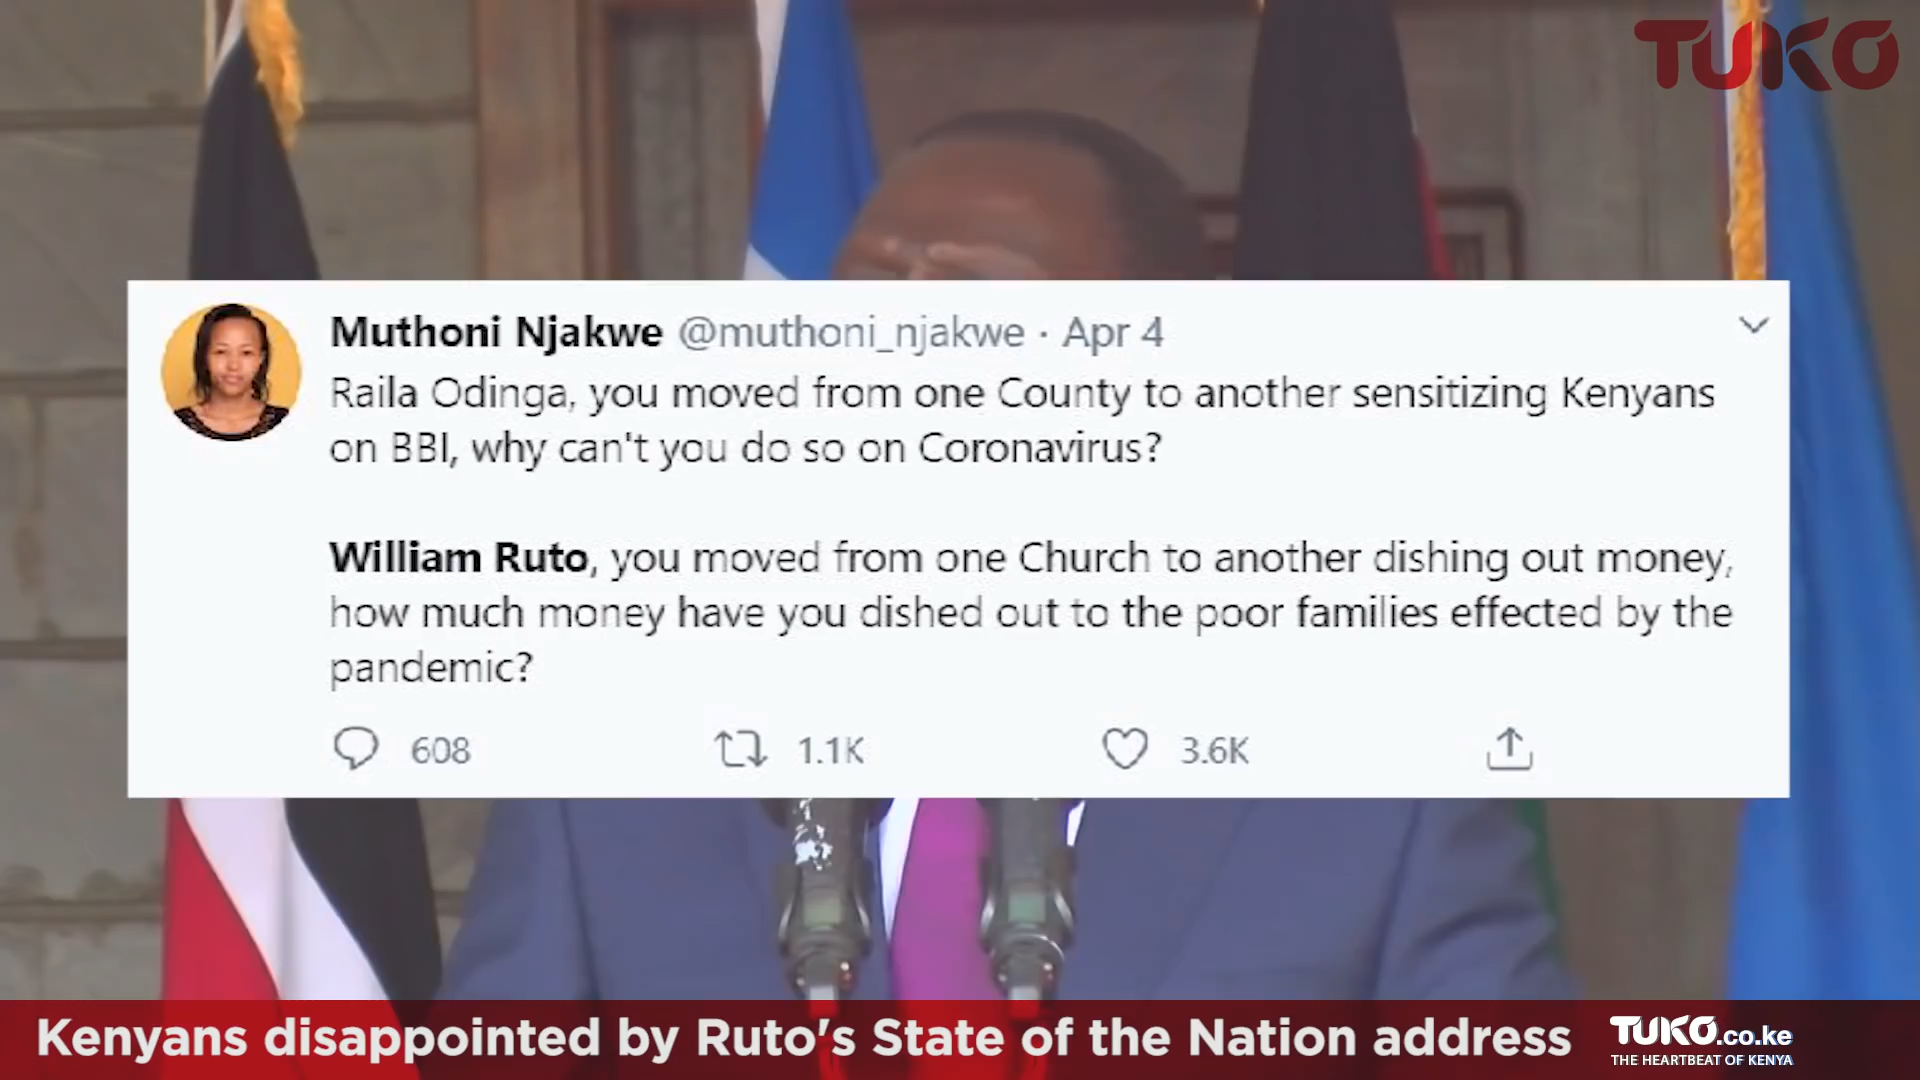 TUKO
Muthoni Njakwe @muthoni_njakwe · Apr 4
Raila Odinga, you moved from one County to another sensitizing Kenyans
on BBI, why can't you do so on Coronavirus?
William Ruto, you moved from one Church to another dishing out money,
how much money have you dished out to the poor families effected by the
pandemic?
608 1.1K 3.6K
Kenyans disappointed by Ruto's State of the Nation address
TUKO.co.ke
THE HEARTBEAT OF KENYA